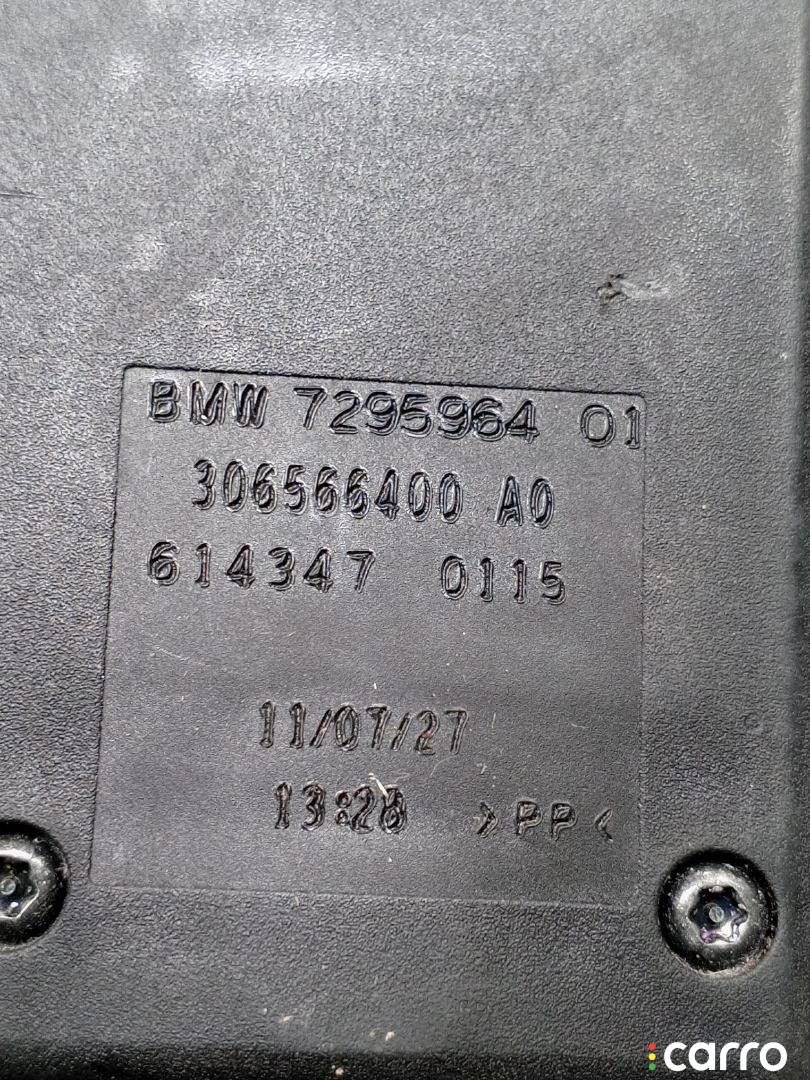 BMW 7295964 01
306566400 A0
614347 0115
11/07/27
13:28 >PP<
carro